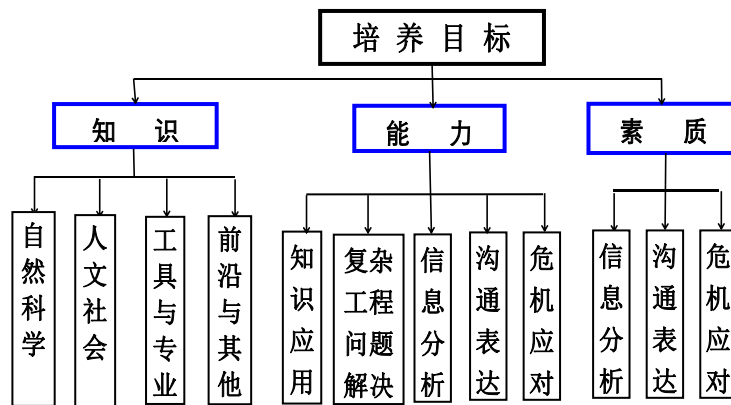 培养目标
知识
能力
素质
自然科学
人文社会
工具与专业
前沿与其他
知识应用
复杂工程问题解决
信息分析
沟通表达
危机应对
信息分析
沟通表达
危机应对